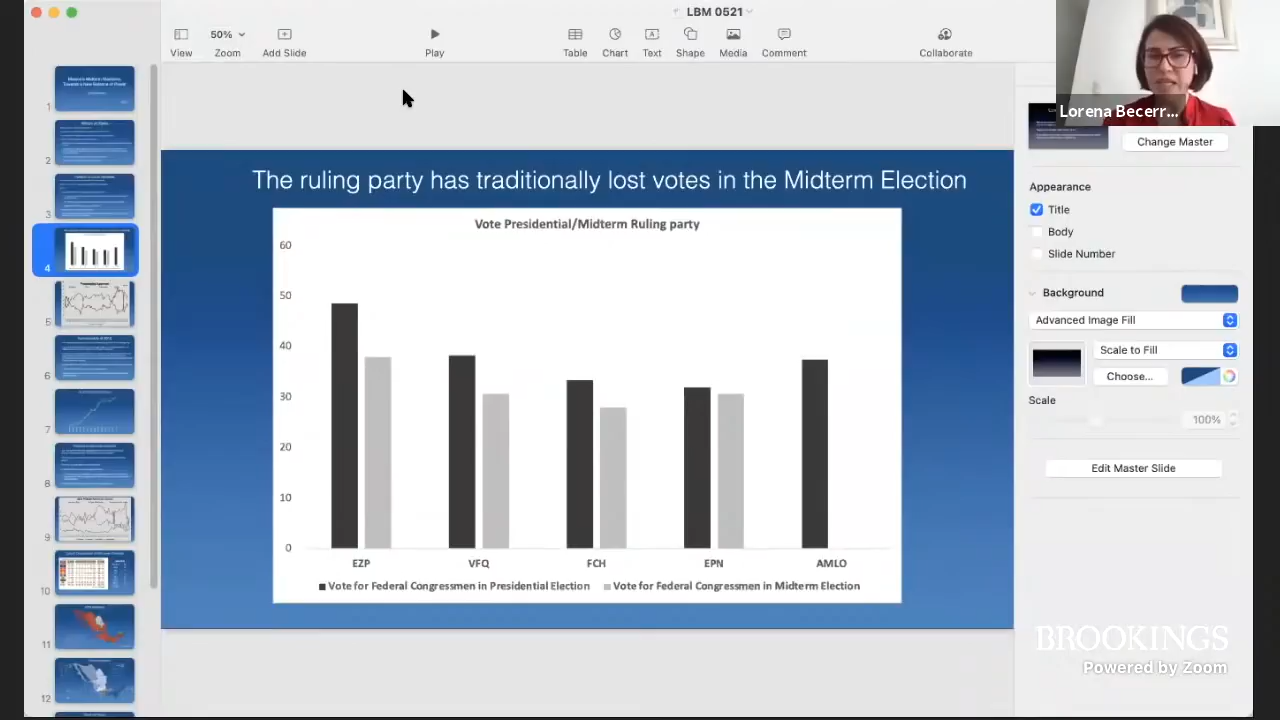 LBM 0521
50%
View
Zoom
Add Slide
Play
Table
Chart
Text
Shape
Media
Comment
Collaborate
Lorena Becerr...
Change Master
Appearance
Title
Body
Slide Number
Background
Advanced Image Fill
Scale to Fill
Choose...
Scale
100%
Edit Master Slide
1
2
3
4
5
6
7
8
9
10
11
12
The ruling party has traditionally lost votes in the Midterm Election
Vote Presidential/Midterm Ruling party
60
50
40
30
20
10
0
EZP
VFQ
FCH
EPN
AMLO
Vote for Federal Congressmen in Presidential Election
Vote for Federal Congressmen in Midterm Election
BROOKINGS
Powered by Zoom